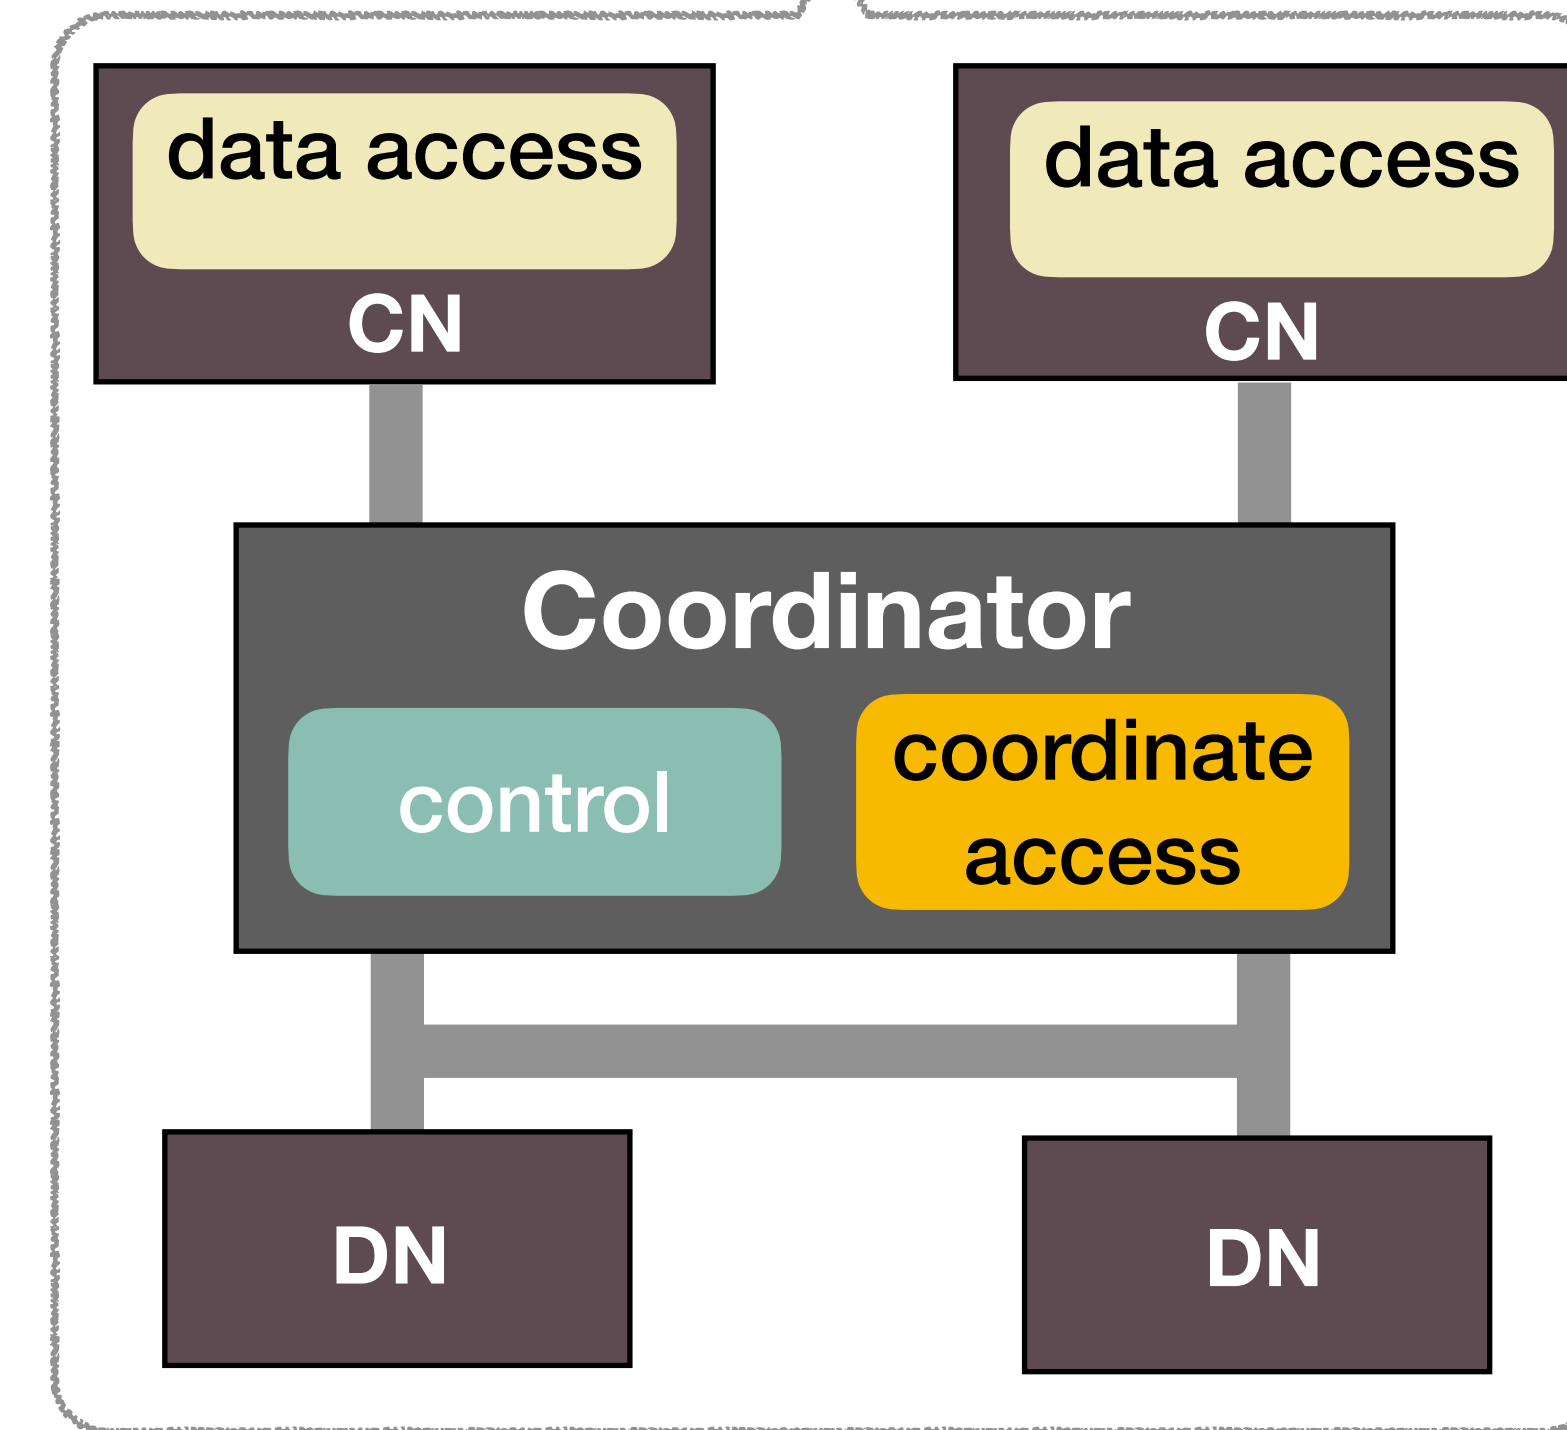 data access
CN
data access
CN
Coordinator
control
coordinate
access
DN
DN